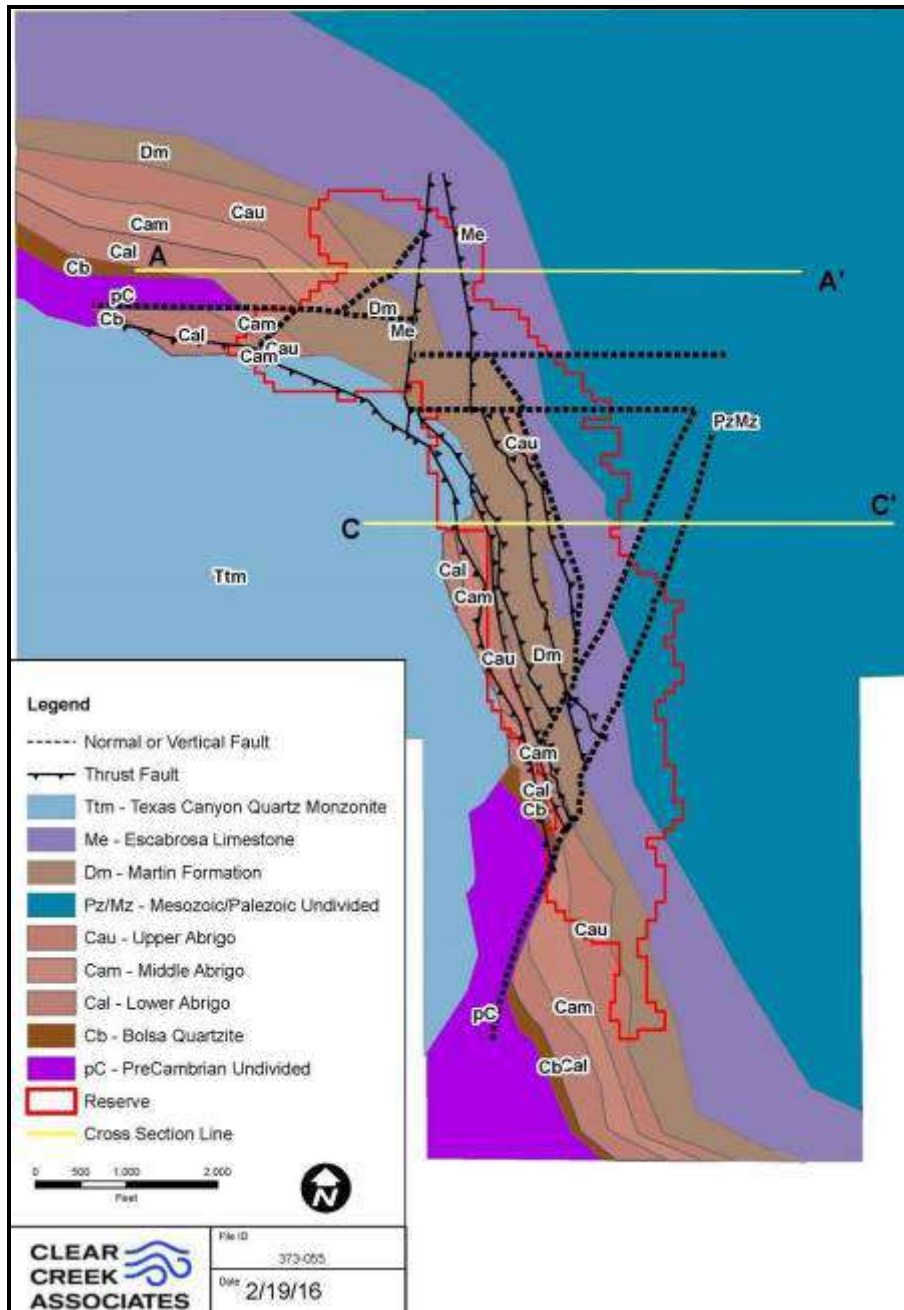 Dm
Cau
Cam
Cal
A
Me
Cb
A'
pC
Dm
Cb
Cam
Me
Cal
Cau
Cam
PzMz
Cau
C'
C
Cal
Ttm
Cam
Cau
Dm
Cam
Cal
Cb
Cau
Cam
pC
CbCal
Legend
Normal or Vertical Fault
Thrust Fault
Ttm - Texas Canyon Quartz Monzonite
Me - Escabrosa Limestone
Dm - Martin Formation
Pz/Mz - Mesozoic/Palezoic Undivided
Cau - Upper Abrigo
Cam - Middle Abrigo
Cal - Lower Abrigo
Cb - Bolsa Quartzite
pC - PreCambrian Undivided
Reserve
Cross Section Line
0 500 1,000 2,000
Feet
N
CLEAR
CREEK
ASSOCIATES
File ID
373-055
Date 2/19/16